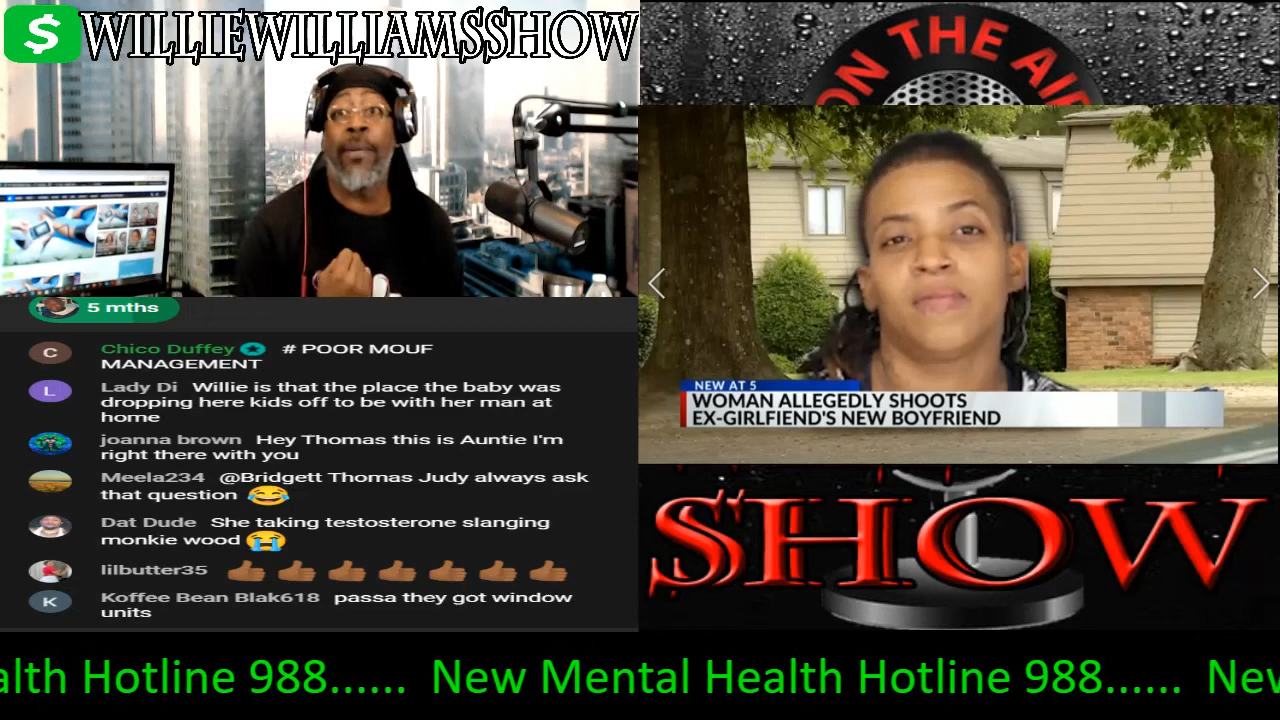 $WILLIEWILLIAMSSHOW
ON THE AIR
5 mths
C Chico Duffey # POOR MOUF
MANAGEMENT
L Lady Di Willie is that the place the baby was
dropping here kids off to be with her man at
home
joanna brown Hey Thomas this is Auntie I'm
right there with you
Meela234 @Bridgett Thomas Judy always ask
that question 😂
Dat Dude She taking testosterone slanging
monkie wood 😭
lilbutter35 👍🏾👍🏾👍🏾👍🏾👍🏾👍🏾👍🏾
K Koffee Bean Blak618 passa they got window
units
NEW AT 5
WOMAN ALLEGEDLY SHOOTS
EX-GIRLFIEND'S NEW BOYFRIEND
SHOW
alth Hotline 988...... New Mental Health Hotline 988...... New